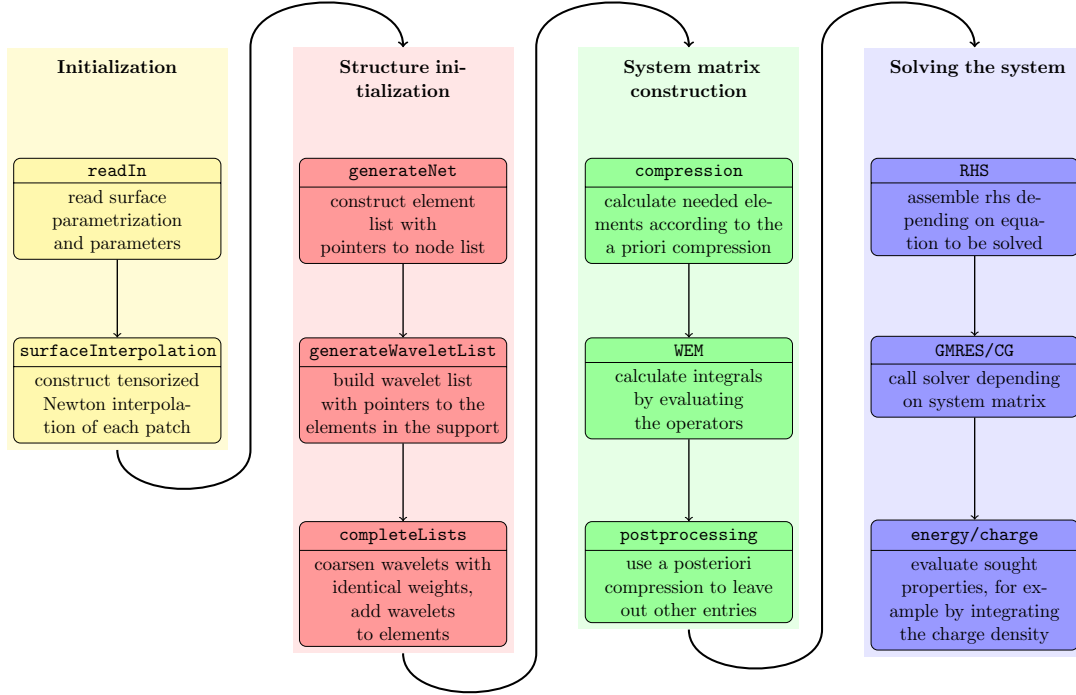 Initialization
readIn
read surface
parametrization
and parameters
surfaceInterpolation
construct tensorized
Newton interpola-
tion of each patch
Structure ini-
tialization
generateNet
construct element
list with
pointers to node list
generateWaveletList
build wavelet list
with pointers to the
elements in the support
completeLists
coarsen wavelets with
identical weights,
add wavelets
to elements
System matrix
construction
compression
calculate needed ele-
ments according to the
a priori compression
WEM
calculate integrals
by evaluating
the operators
postprocessing
use a posteriori
compression to leave
out other entries
Solving the system
RHS
assemble rhs de-
pending on equa-
tion to be solved
GMRES/CG
call solver depending
on system matrix
energy/charge
evaluate sought
properties, for ex-
ample by integrating
the charge density